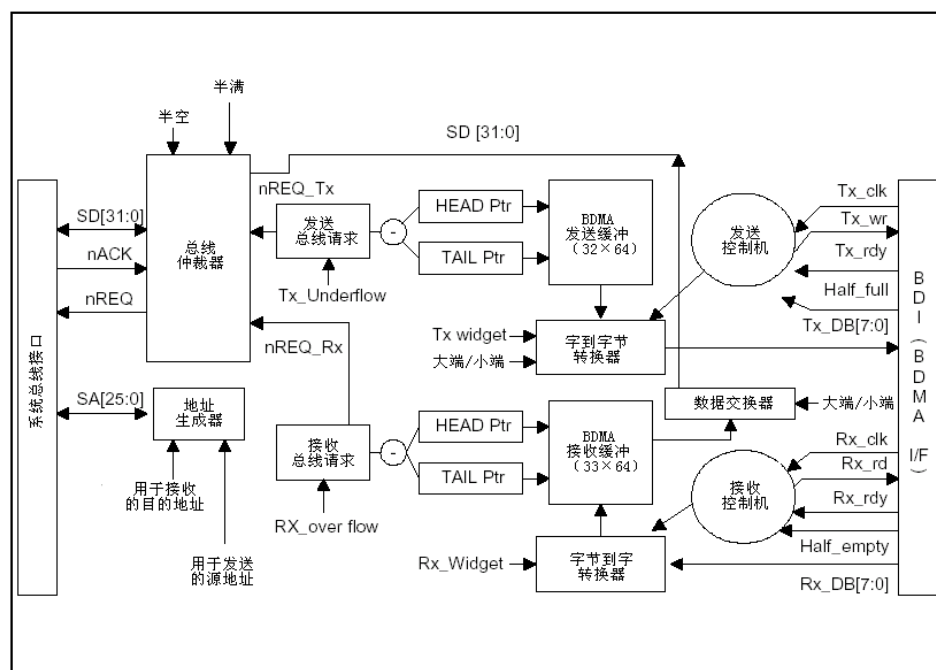 半满
半空
SD [31:0]
nREQ_Tx
SD[31:0]
nACK
nREQ
总线
仲裁器
发送
总线请求
-
HEAD Ptr
TAIL Ptr
BDMA
发送缓冲
(32×64)
Tx_Underflow
发送
控制机
Tx_clk
Tx_wr
Tx_rdy
Half_full
Tx_DB[7:0]
nREQ_Rx
Tx widget
大端/小端
字到字节
转换器
系统总线接口
SA[25:0]
地址
生成器
数据交换器
大端/小端
BDI(BDMA I/F)
接收
总线请求
-
HEAD Ptr
TAIL Ptr
BDMA
接收缓冲
(33×64)
接收
控制机
Rx_clk
Rx_rd
Rx_rdy
Half_empty
Rx_DB[7:0]
用于接收
的目的地址
RX_over flow
用于发送
的源地址
Rx_Widget
字节到字
转换器